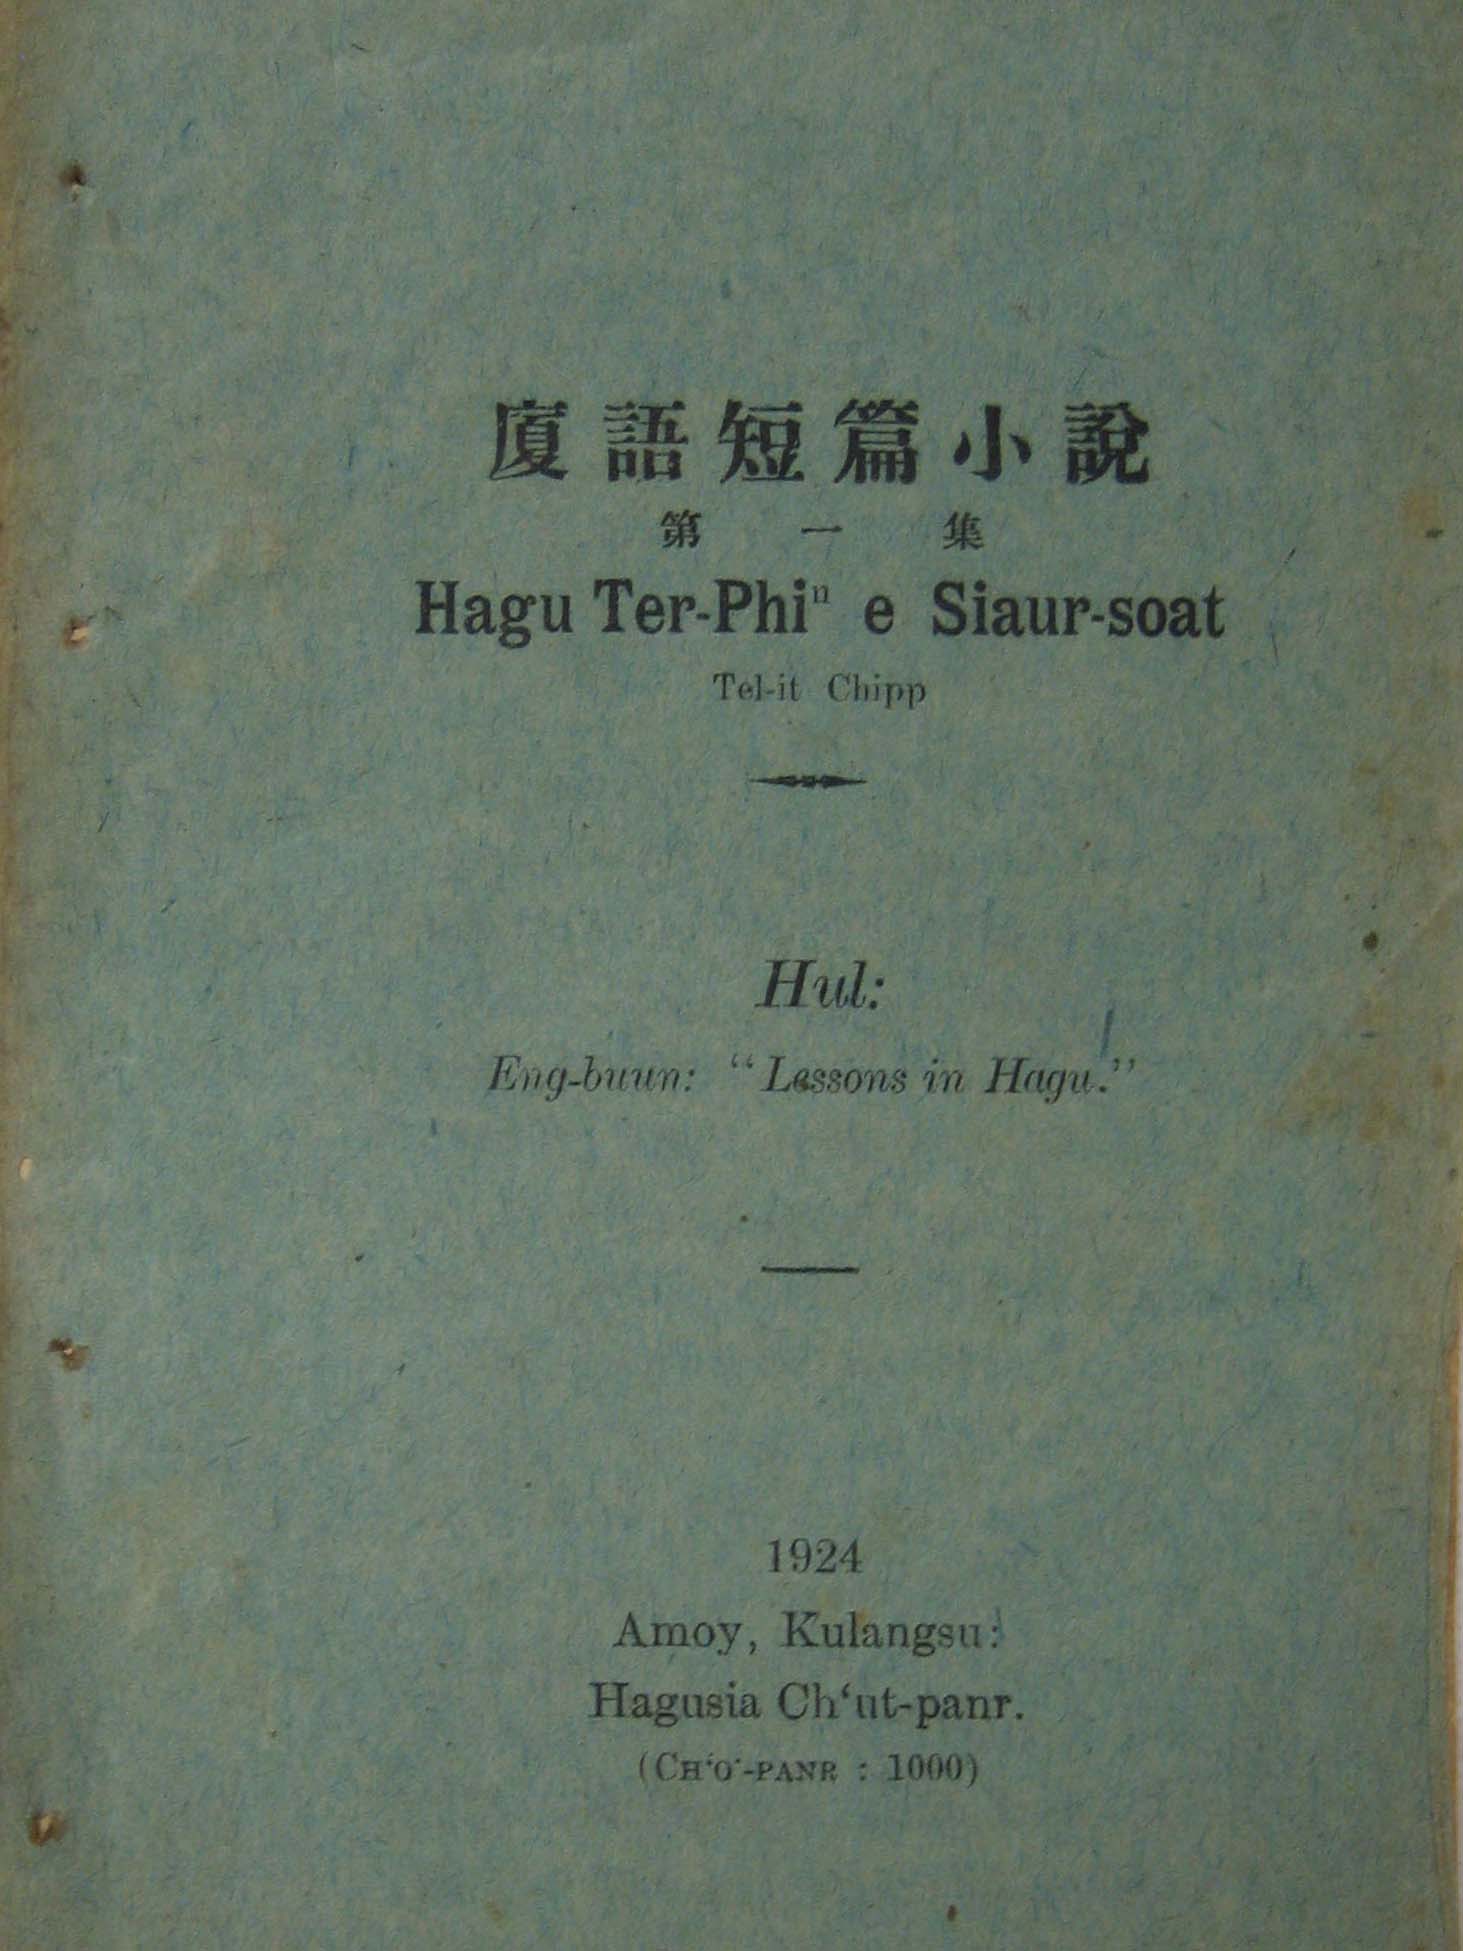 廈語短篇小說
第一集
Hagu Ter-Phiⁿ e Siaur-soat
Tel-it Chipp
Hul:
Eng-buun: “Lessons in Hagu.”
1924
Amoy, Kulangsu:
Hagusia Ch‘ut-panr.
(CH‘O͘-PANR : 1000)